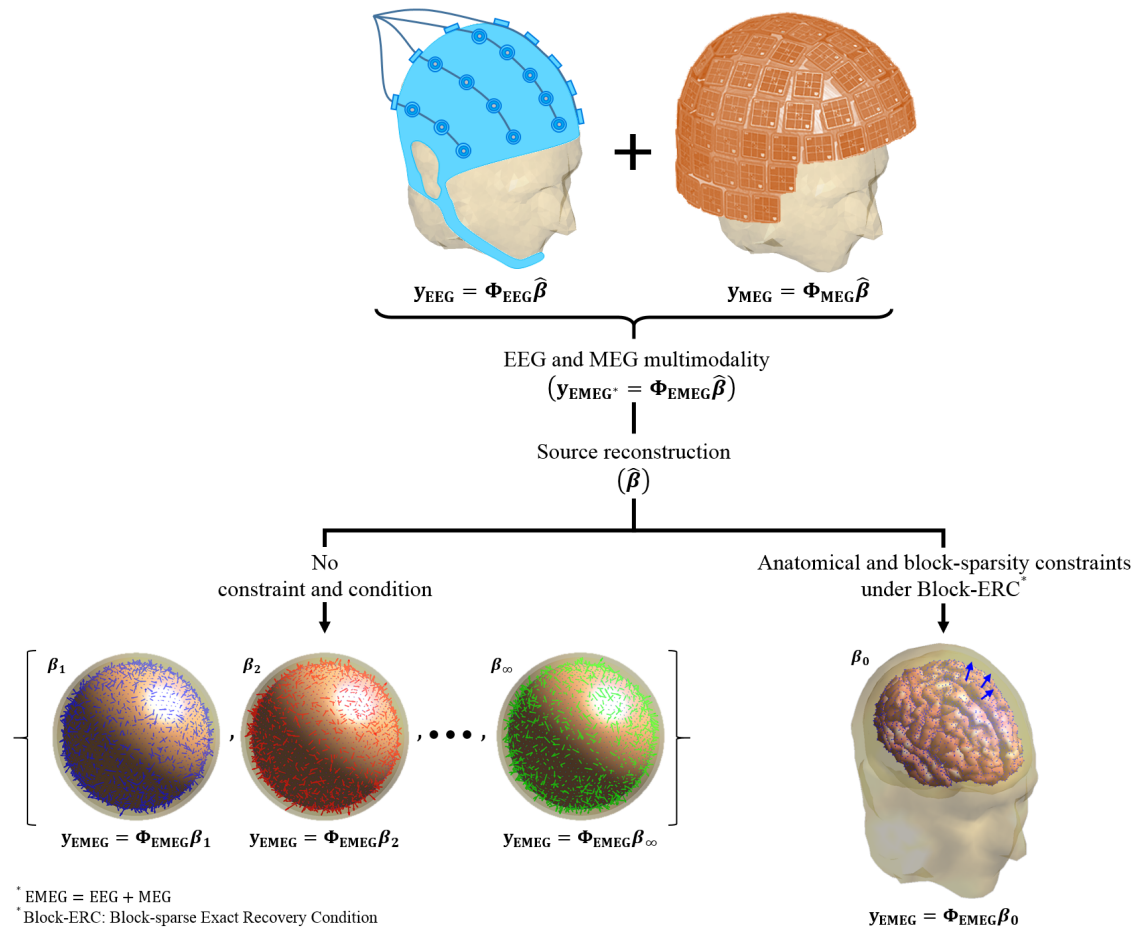 +
y_EEG = Φ_EEG β̂
y_MEG = Φ_MEG β̂
EEG and MEG multimodality
(y_EMEG* = Φ_EMEG β̂)
Source reconstruction
(β̂)
No
constraint and condition
Anatomical and block-sparsity constraints
under Block-ERC*
β₁
β₂
β_∞
β₀
, , • • • ,
y_EMEG = Φ_EMEG β₁
y_EMEG = Φ_EMEG β₂
y_EMEG = Φ_EMEG β_∞
y_EMEG = Φ_EMEG β₀
* EMEG = EEG + MEG
* Block-ERC: Block-sparse Exact Recovery Condition